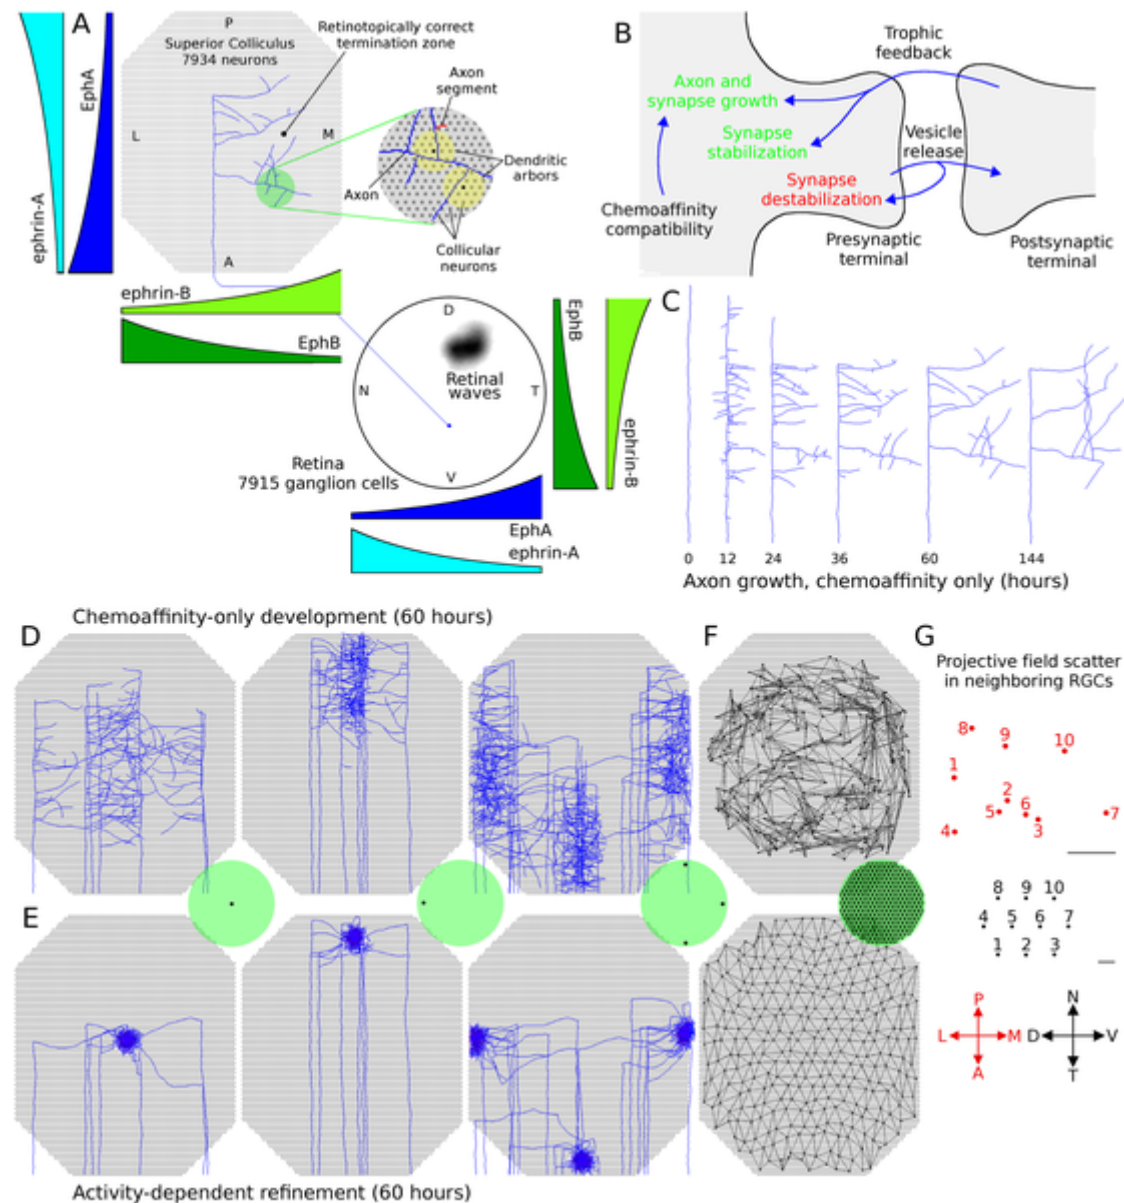 A
P
Superior Colliculus
7934 neurons
Retinotopically correct
termination zone
L
M
A
Axon
segment
Axon
Dendritic
arbors
Collicular
neurons
ephrin-A
EphA
ephrin-B
EphB
D
Retinal
waves
N
T
V
Retina
7915 ganglion cells
EphB
ephrin-B
EphA
ephrin-A
B
Trophic
feedback
Axon and
synapse growth
Synapse
stabilization
Vesicle
release
Synapse
destabilization
Chemoaffinity
compatibility
Presynaptic
terminal
Postsynaptic
terminal
C
0 12 24 36 60 144
Axon growth, chemoaffinity only (hours)
Chemoaffinity-only development (60 hours)
D
E
Activity-dependent refinement (60 hours)
F
G
Projective field scatter
in neighboring RGCs
8
9
10
1
2
5
6
3
7
4
8 9 10
4 5 6 7
1 2 3
P
L M
A
N
D V
T